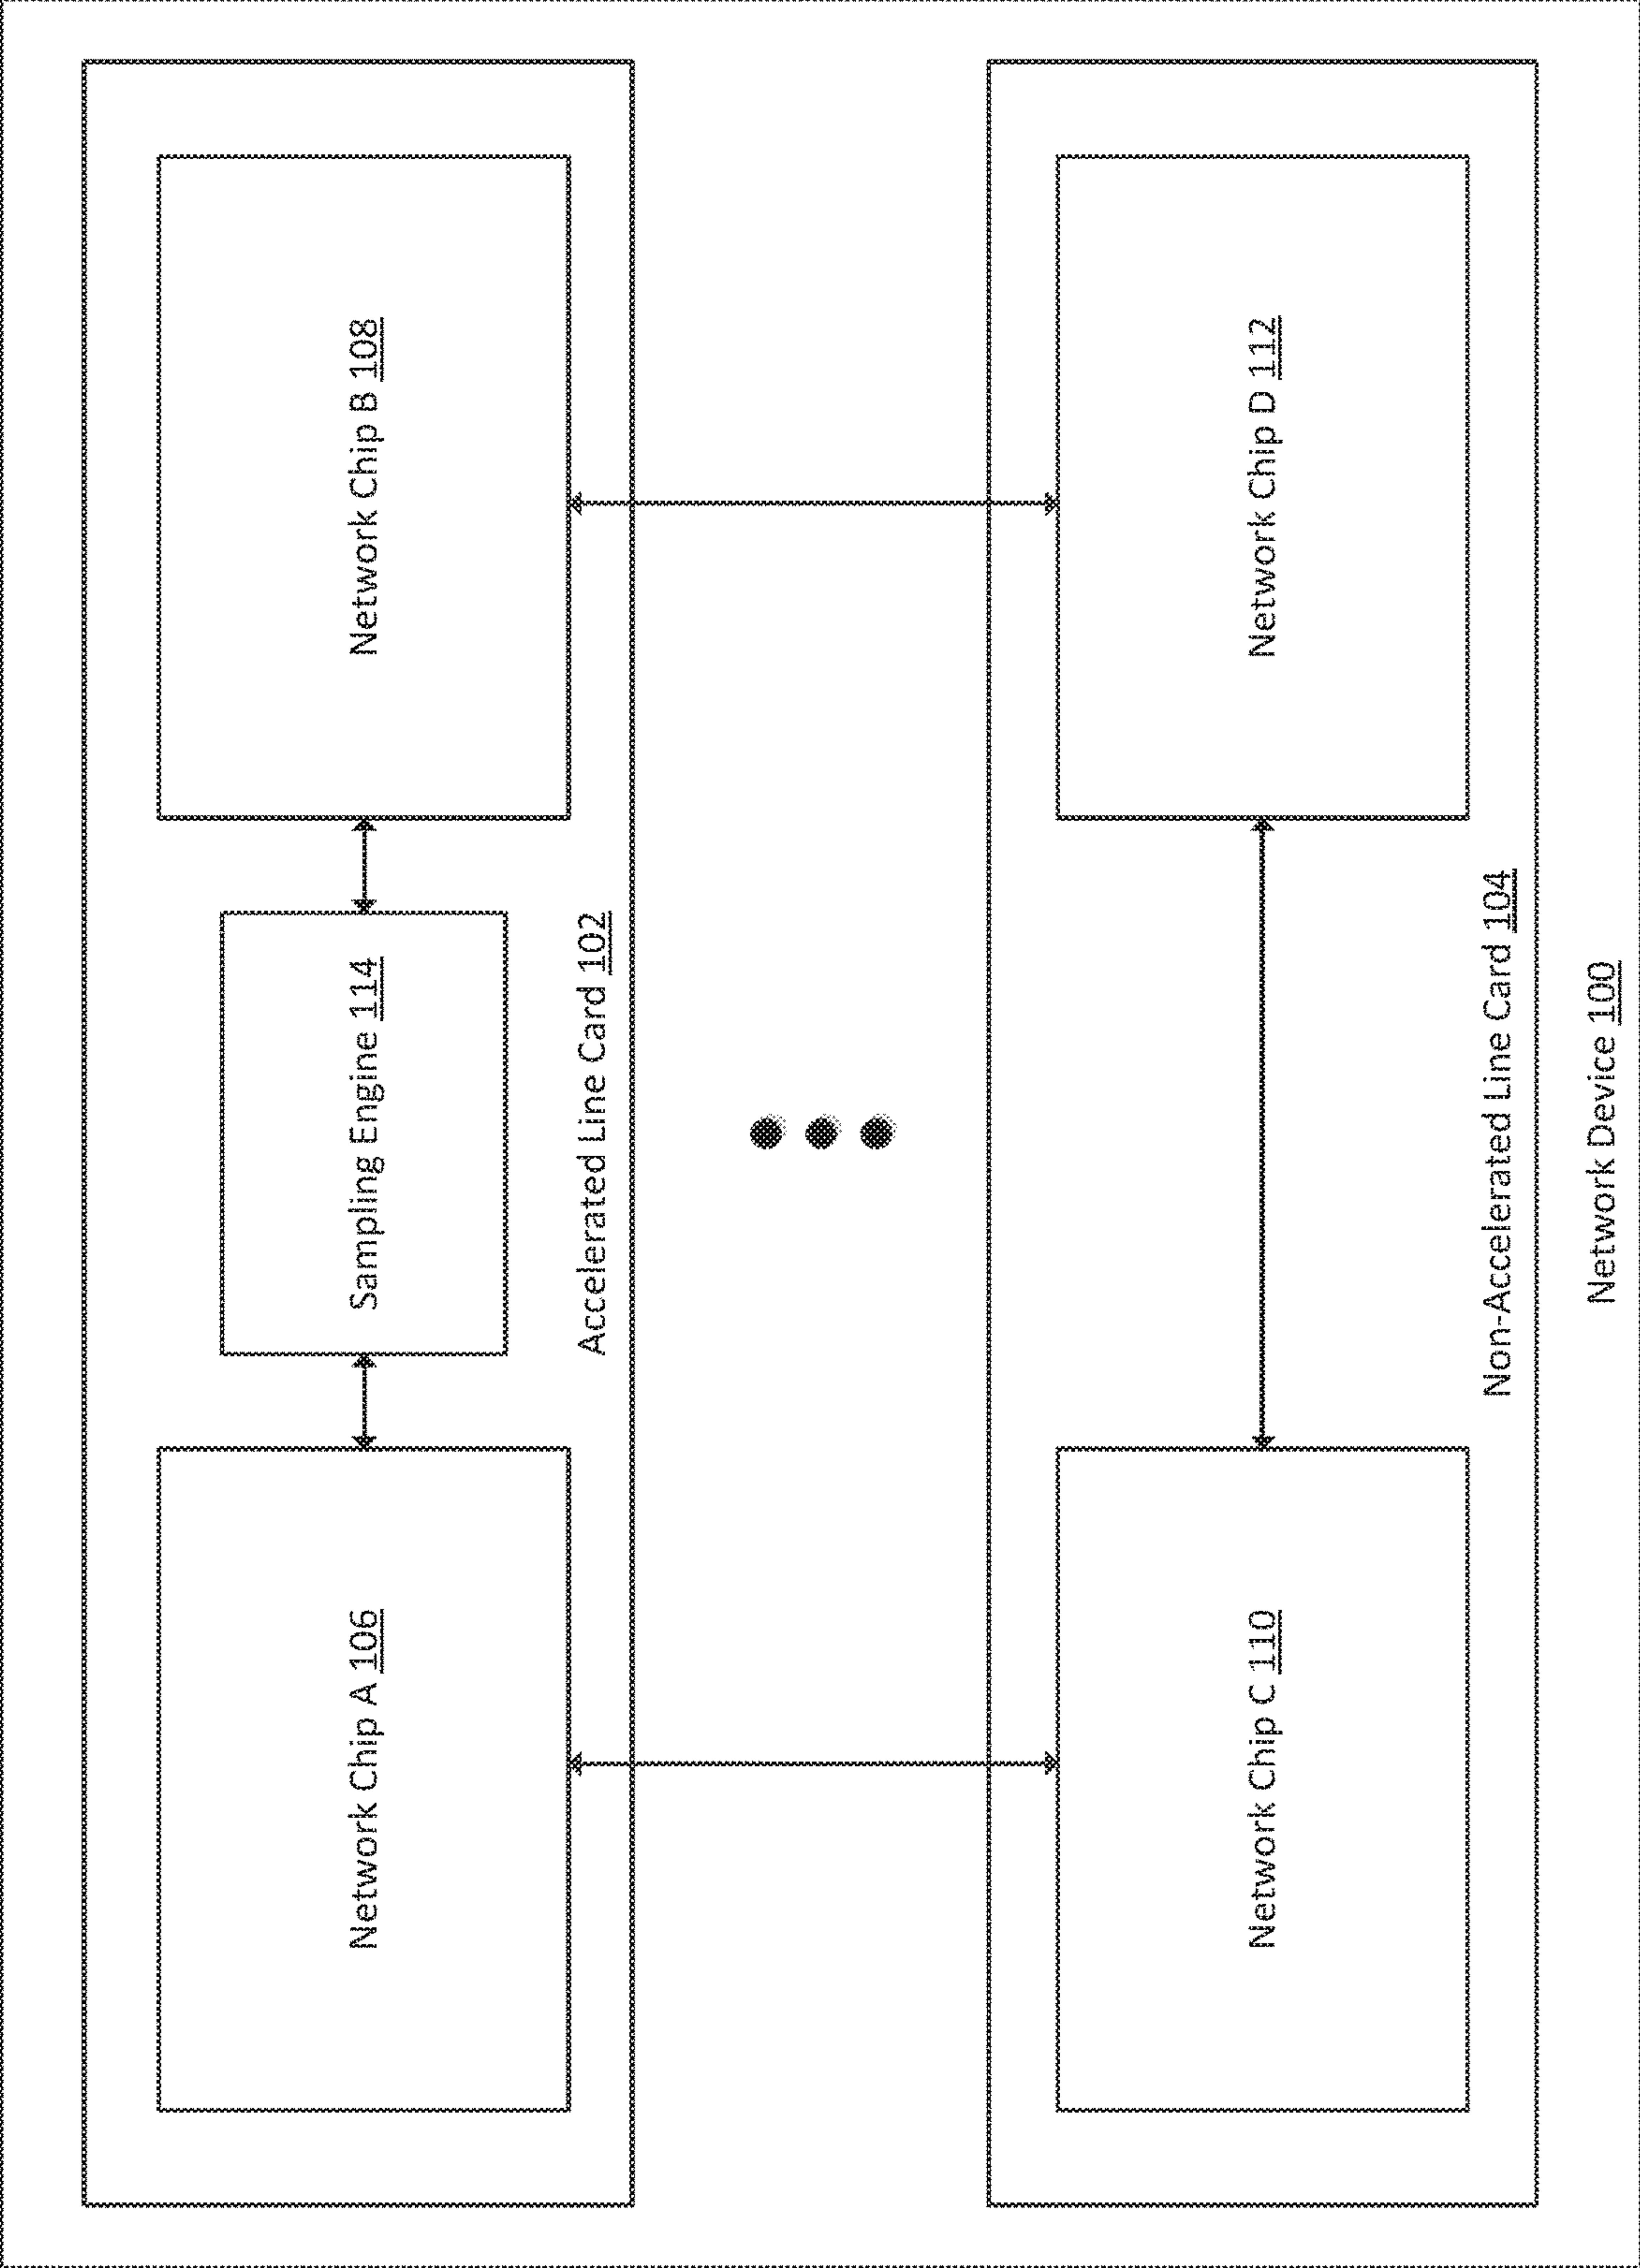 Network Chip A 106
Sampling Engine 114
Network Chip B 108
Accelerated Line Card 102
Network Chip C 110
Network Chip D 112
Non-Accelerated Line Card 104
Network Device 100